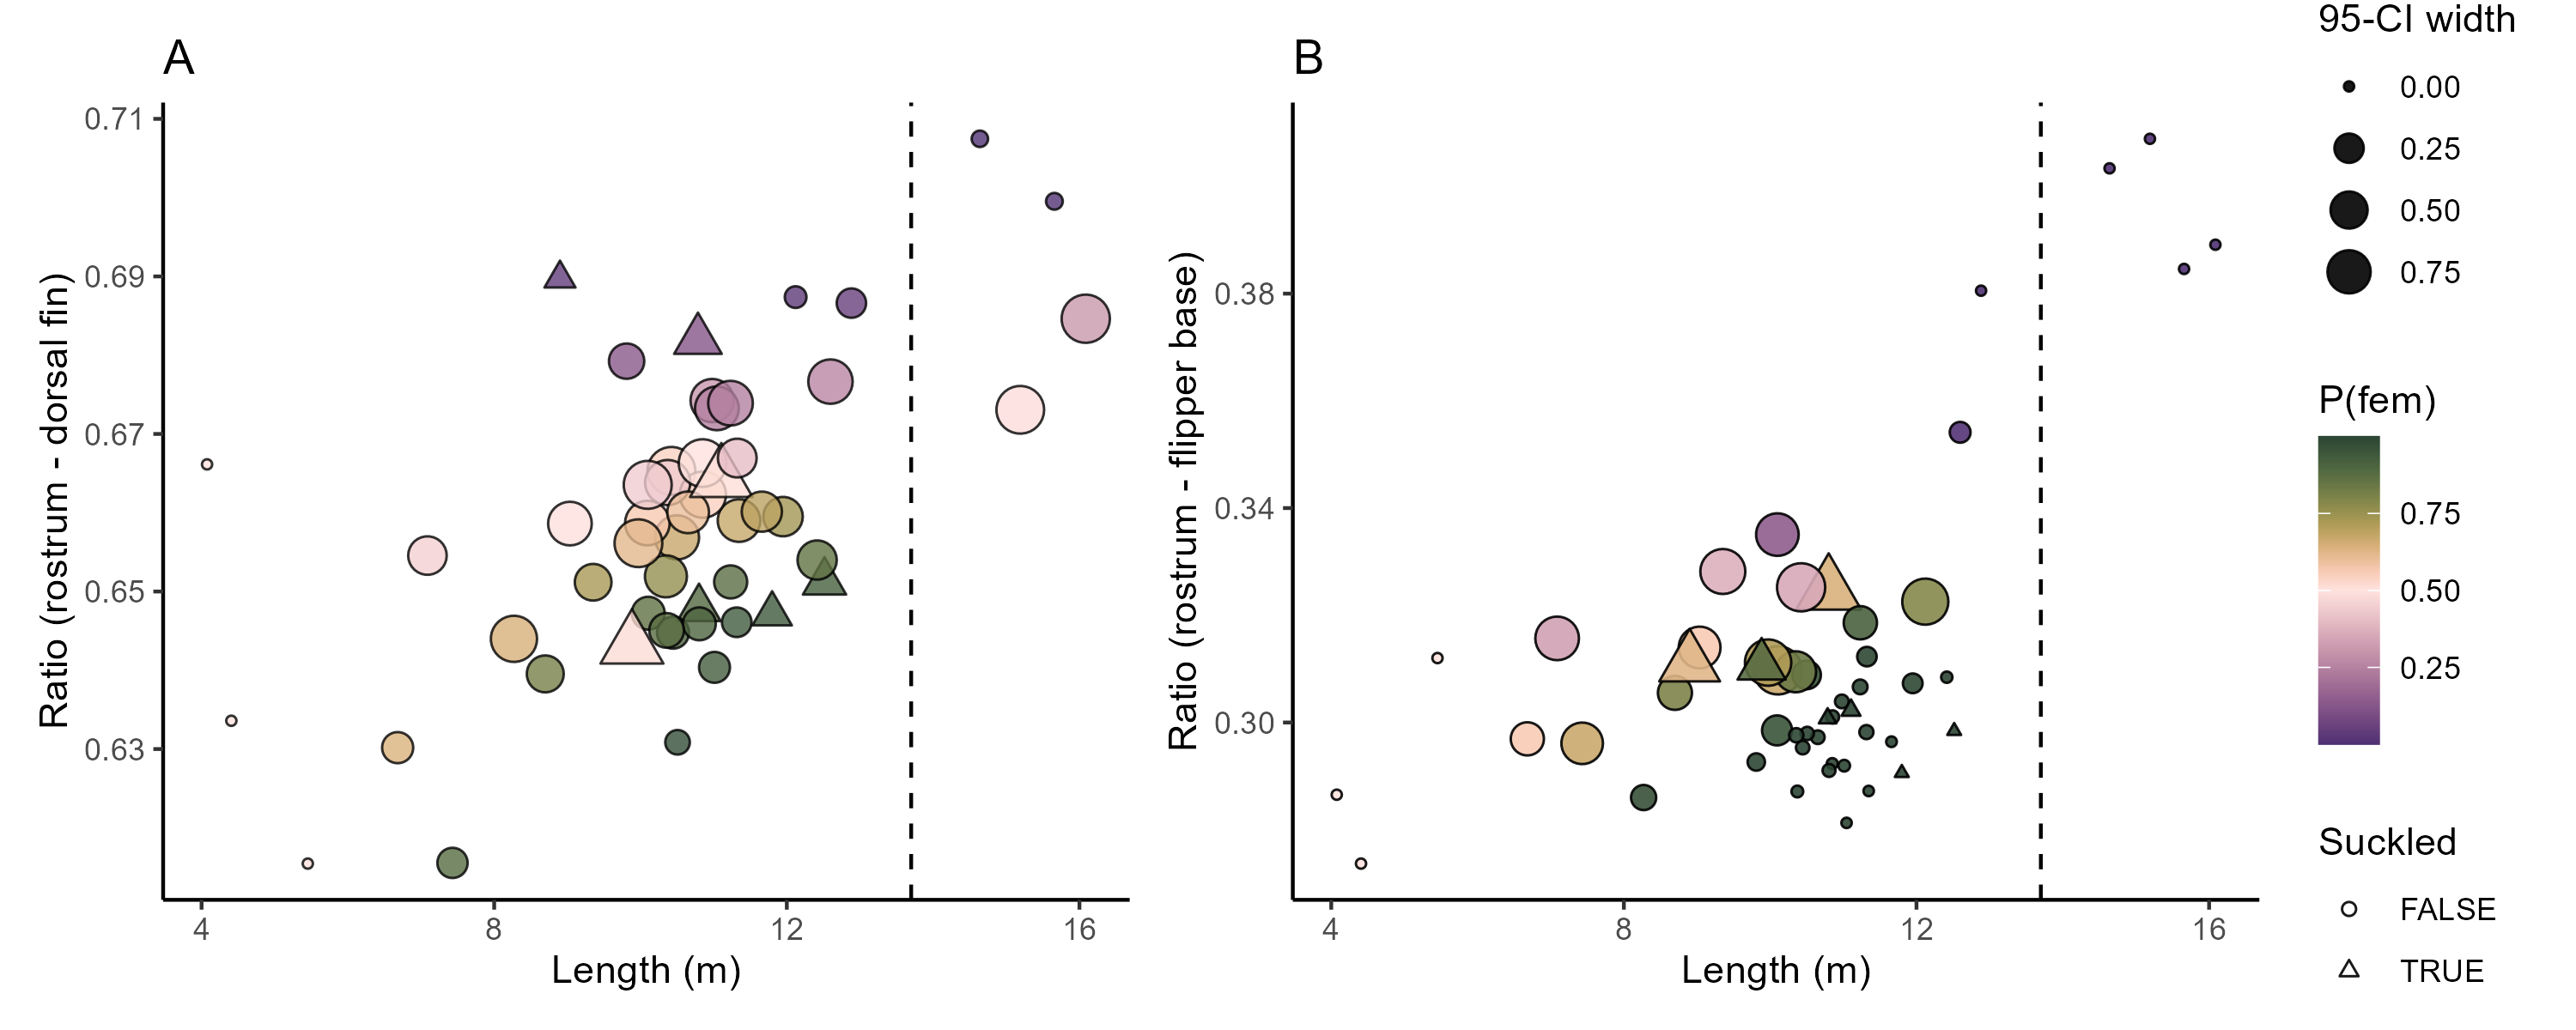 A
Ratio (rostrum - dorsal fin)
0.71
0.69
0.67
0.65
0.63
4 8 12 16
Length (m)
B
Ratio (rostrum - flipper base)
0.38
0.34
0.30
4 8 12 16
Length (m)
95-CI width
0.00
0.25
0.50
0.75
P(fem)
0.75
0.50
0.25
Suckled
FALSE
TRUE